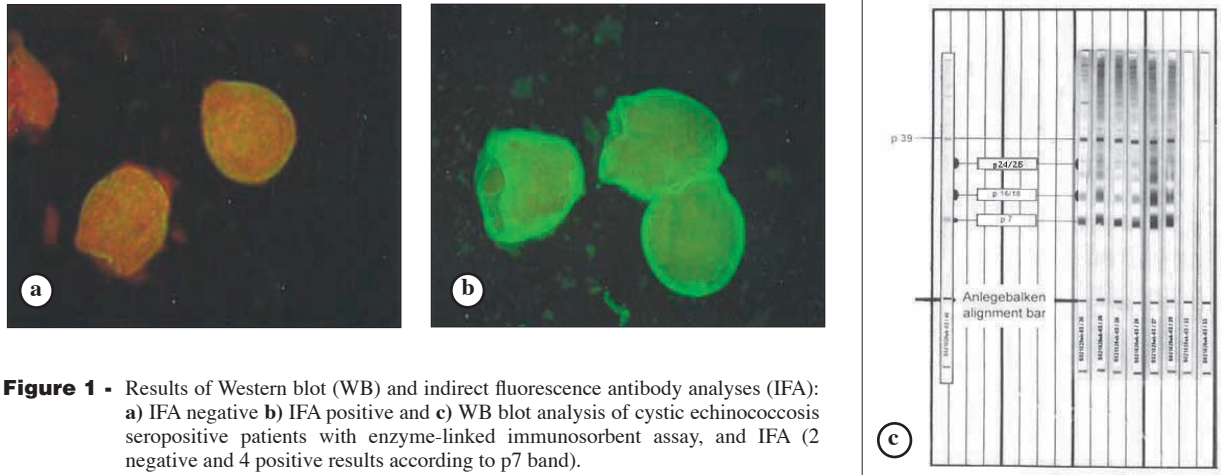 a
b
p 39
p24/26
p 16/18
p 7
Anlegebalken
alignment bar
c
Figure 1 - Results of Western blot (WB) and indirect fluorescence antibody analyses (IFA):
a) IFA negative b) IFA positive and c) WB blot analysis of cystic echinococcosis
seropositive patients with enzyme-linked immunosorbent assay, and IFA (2
negative and 4 positive results according to p7 band).